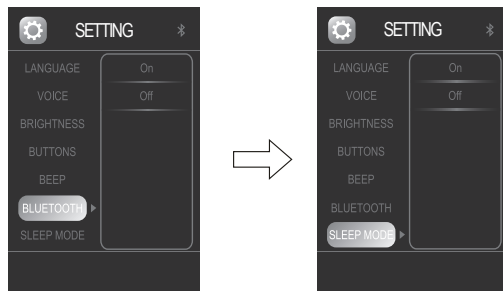 SETTING
LANGUAGE On
VOICE Off
BRIGHTNESS
BUTTONS
BEEP
BLUETOOTH
SLEEP MODE
SETTING
LANGUAGE On
VOICE Off
BRIGHTNESS
BUTTONS
BEEP
BLUETOOTH
SLEEP MODE